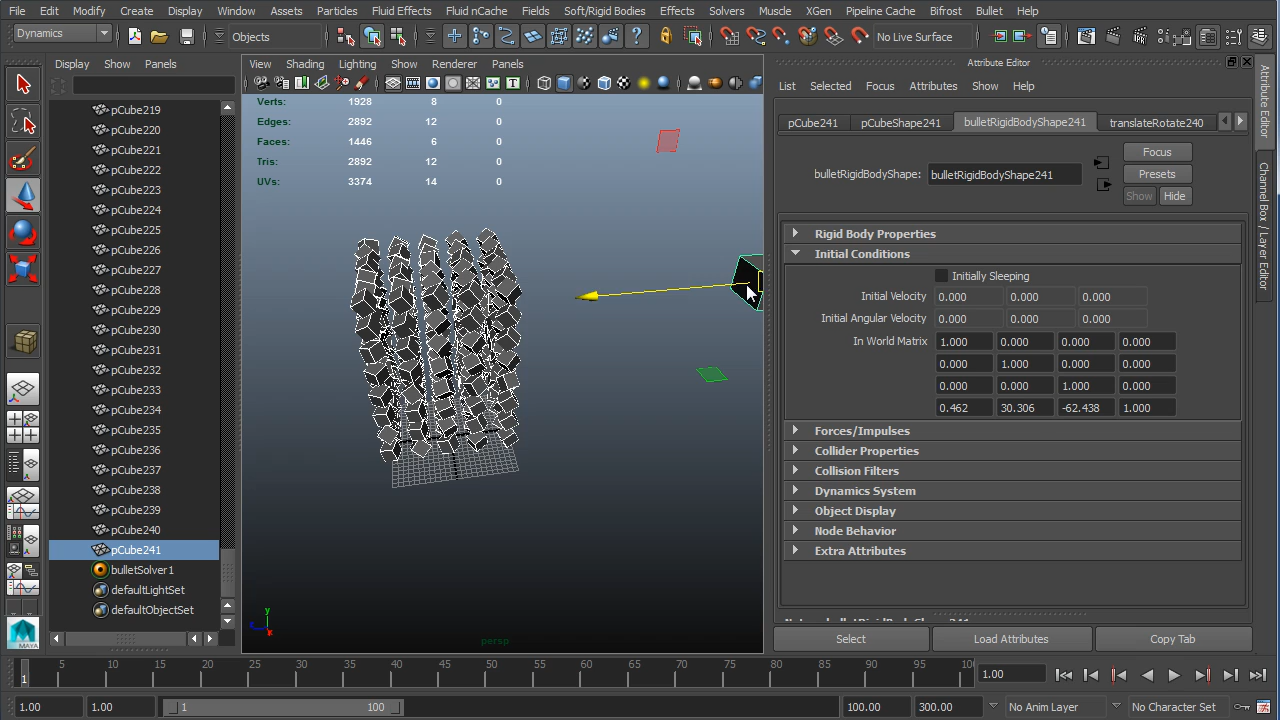 File Edit Modify Create Display Window Assets Particles Fluid Effects Fluid nCache Fields Soft/Rigid Bodies Effects Solvers Muscle XGen Pipeline Cache Bifrost Bullet Help
Dynamics Objects No Live Surface
Display Show Panels
View Shading Lighting Show Renderer Panels
Attribute Editor
List Selected Focus Attributes Show Help
pCube241 pCubeShape241 bulletRigidBodyShape241 translateRotate240
bulletRigidBodyShape: bulletRigidBodyShape241
Focus
Presets
Show Hide
Rigid Body Properties
Initial Conditions
Initially Sleeping
Initial Velocity 0.000 0.000 0.000
Initial Angular Velocity 0.000 0.000 0.000
In World Matrix 1.000 0.000 0.000 0.000
0.000 1.000 0.000 0.000
0.000 0.000 1.000 0.000
0.462 30.306 -62.438 1.000
Forces/Impulses
Collider Properties
Collision Filters
Dynamics System
Object Display
Node Behavior
Extra Attributes
Select Load Attributes Copy Tab
Attribute Editor
Channel Box / Layer Editor
Verts: 1928 8 0
Edges: 2892 12 0
Faces: 1446 6 0
Tris: 2892 12 0
UVs: 3374 14 0
y
x
persp
pCube219
pCube220
pCube221
pCube222
pCube223
pCube224
pCube225
pCube226
pCube227
pCube228
pCube229
pCube230
pCube231
pCube232
pCube233
pCube234
pCube235
pCube236
pCube237
pCube238
pCube239
pCube240
pCube241
bulletSolver1
defaultLightSet
defaultObjectSet
MAYA
5 10 15 20 25 30 35 40 45 50 55 60 65 70 75 80 85 90 95
1
1.00
1.00 1.00 1 100 100.00 300.00 No Anim Layer No Character Set